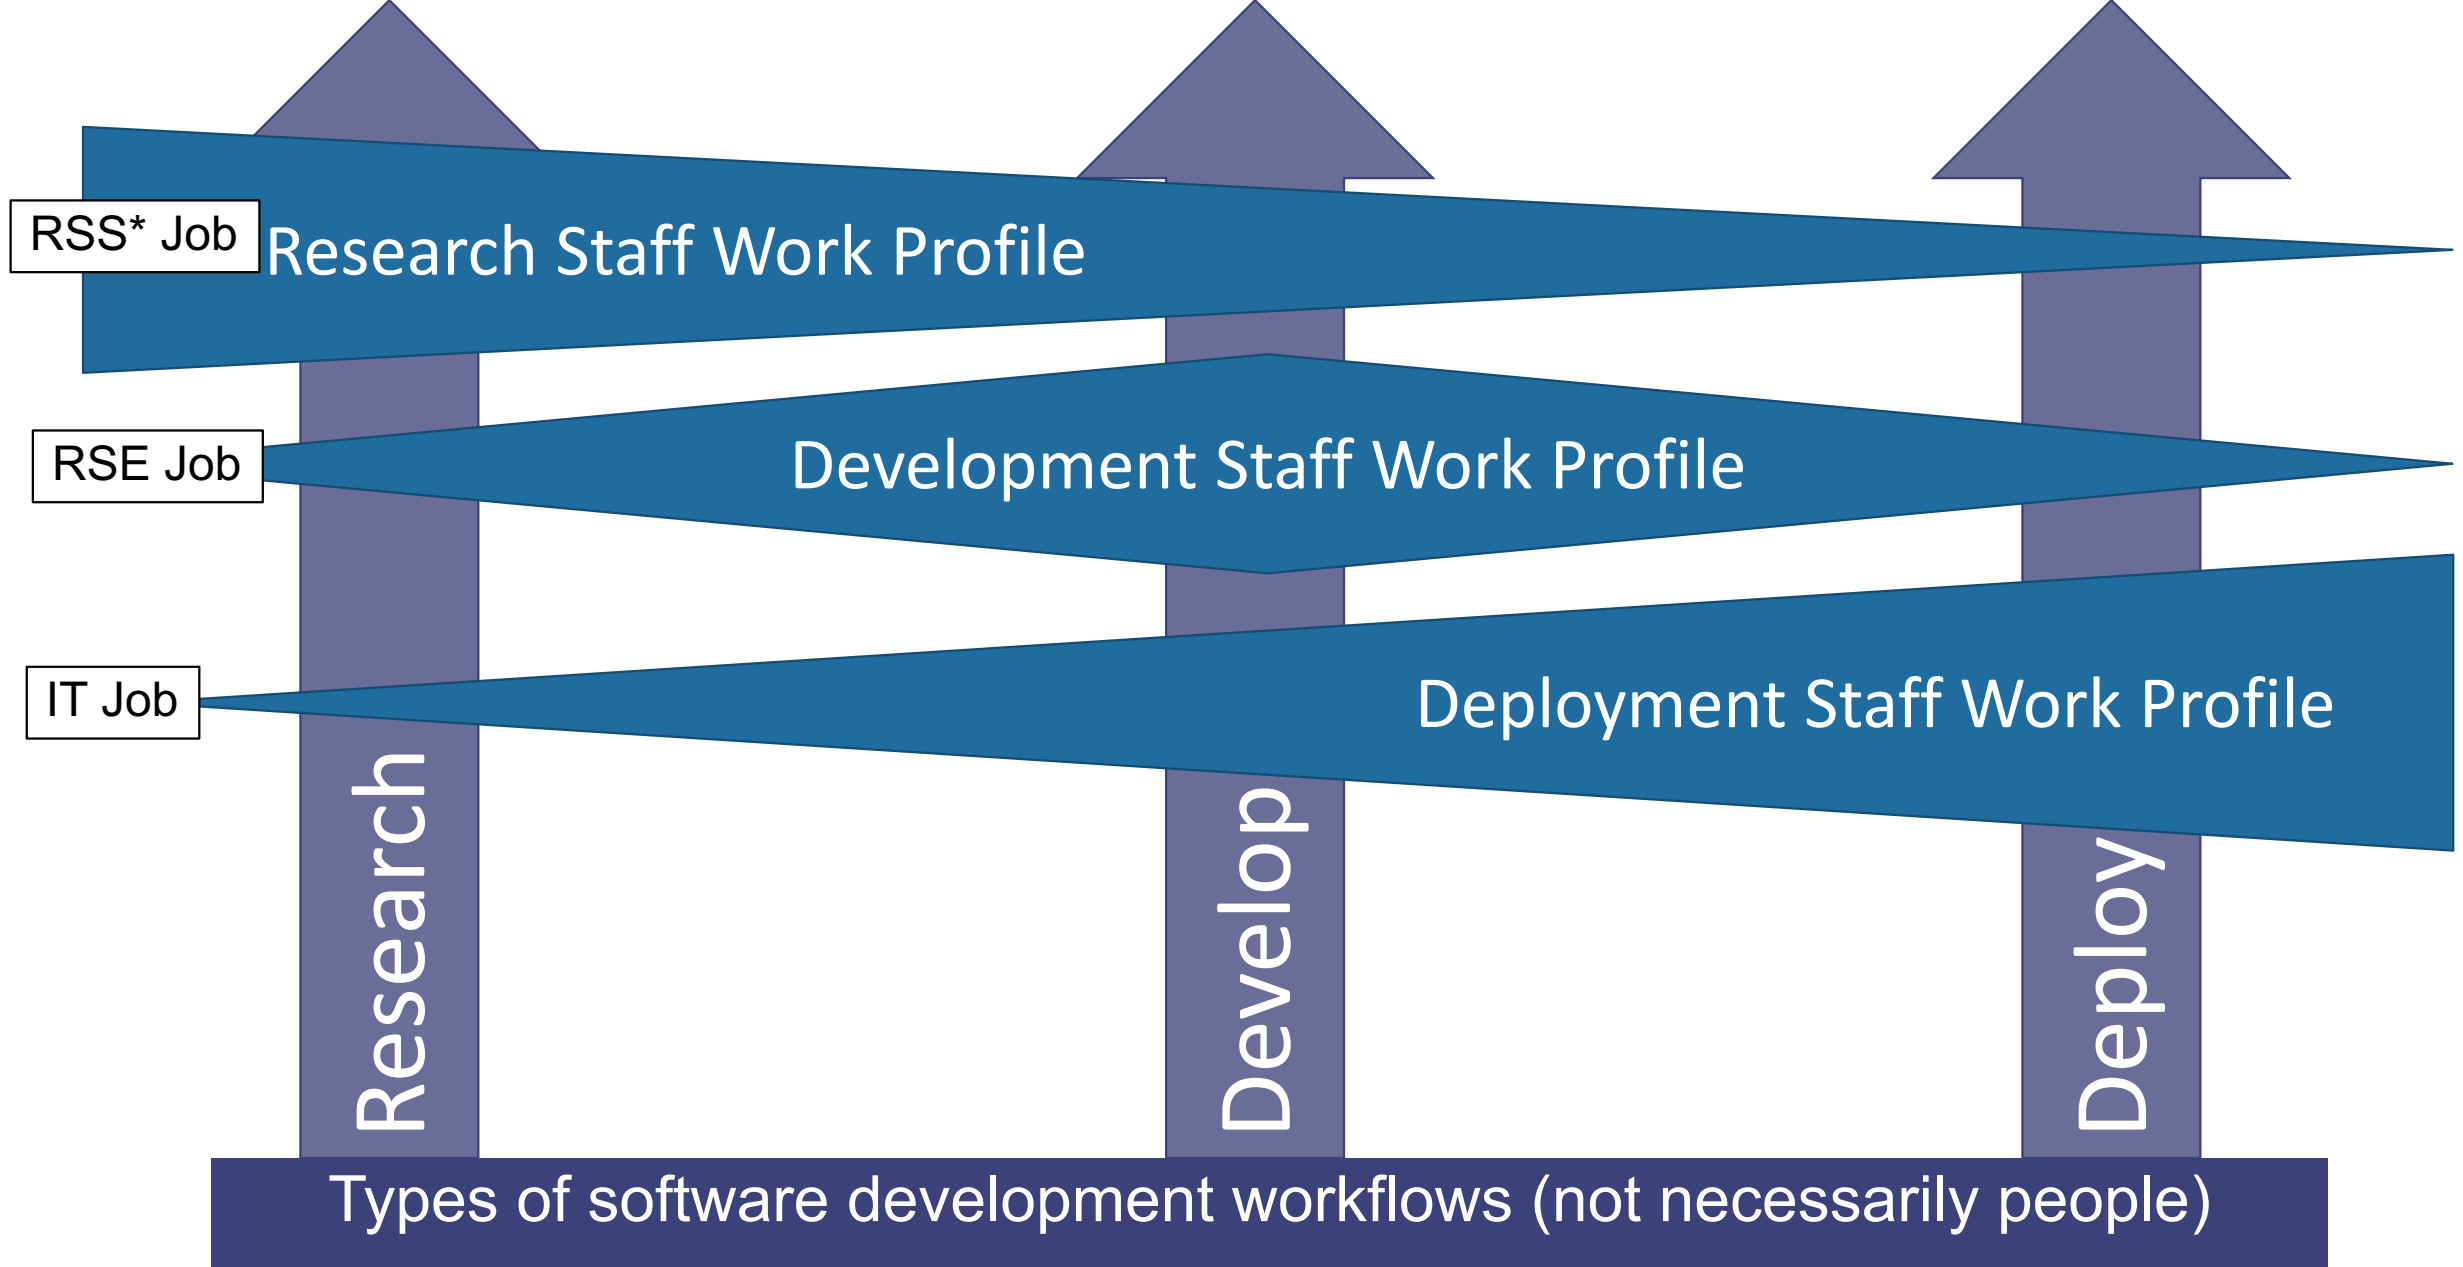 RSS* Job
Research Staff Work Profile
RSE Job
Development Staff Work Profile
IT Job
Deployment Staff Work Profile
Research
Develop
Deploy
Types of software development workflows (not necessarily people)